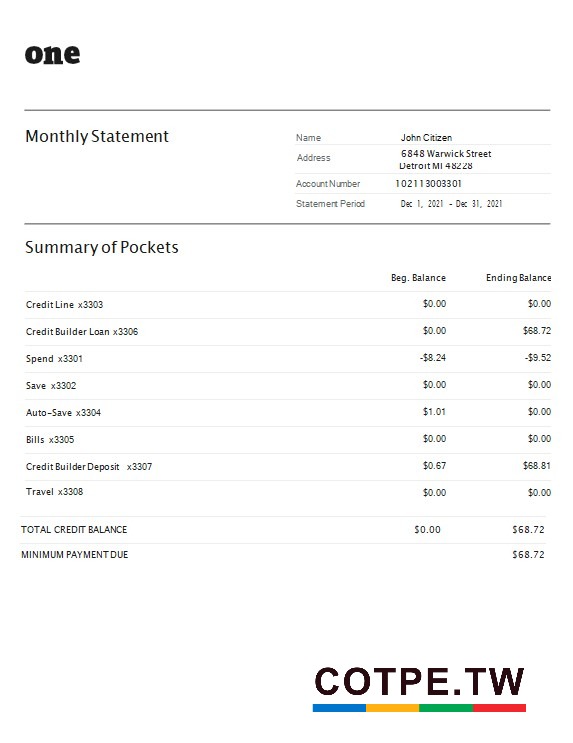 one
Monthly Statement
Name John Citizen
Address 6848 Warwick Street
Detroit MI 48228
Account Number 102113003301
Statement Period Dec 1, 2021 - Dec 31, 2021
Summary of Pockets
Beg. Balance Ending Balance
Credit Line x3303 $0.00 $0.00
Credit Builder Loan x3306 $0.00 $68.72
Spend x3301 -$8.24 -$9.52
Save x3302 $0.00 $0.00
Auto-Save x3304 $1.01 $0.00
Bills x3305 $0.00 $0.00
Credit Builder Deposit x3307 $0.67 $68.81
Travel x3308 $0.00 $0.00
TOTAL CREDIT BALANCE $0.00 $68.72
MINIMUM PAYMENT DUE $68.72
COTPE.TW